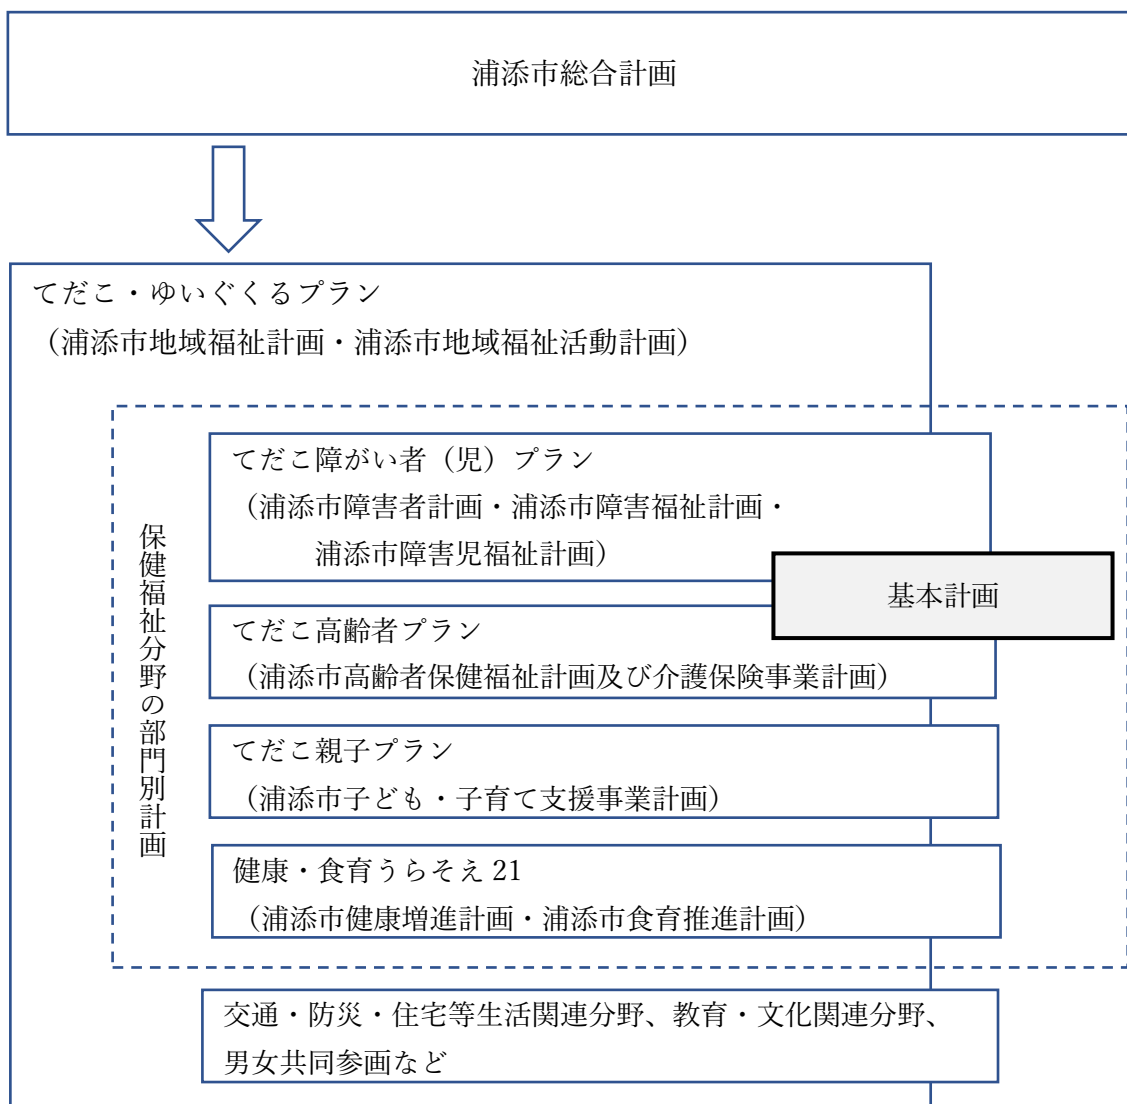 浦添市総合計画
てだこ・ゆいぐくるプラン
（浦添市地域福祉計画・浦添市地域福祉活動計画）
保健福祉分野の部門別計画
てだこ障がい者（児）プラン
（浦添市障害者計画・浦添市障害福祉計画・
浦添市障害児福祉計画）
基本計画
てだこ高齢者プラン
（浦添市高齢者保健福祉計画及び介護保険事業計画）
てだこ親子プラン
（浦添市子ども・子育て支援事業計画）
健康・食育うらそえ 21
（浦添市健康増進計画・浦添市食育推進計画）
交通・防災・住宅等生活関連分野、教育・文化関連分野、
男女共同参画など